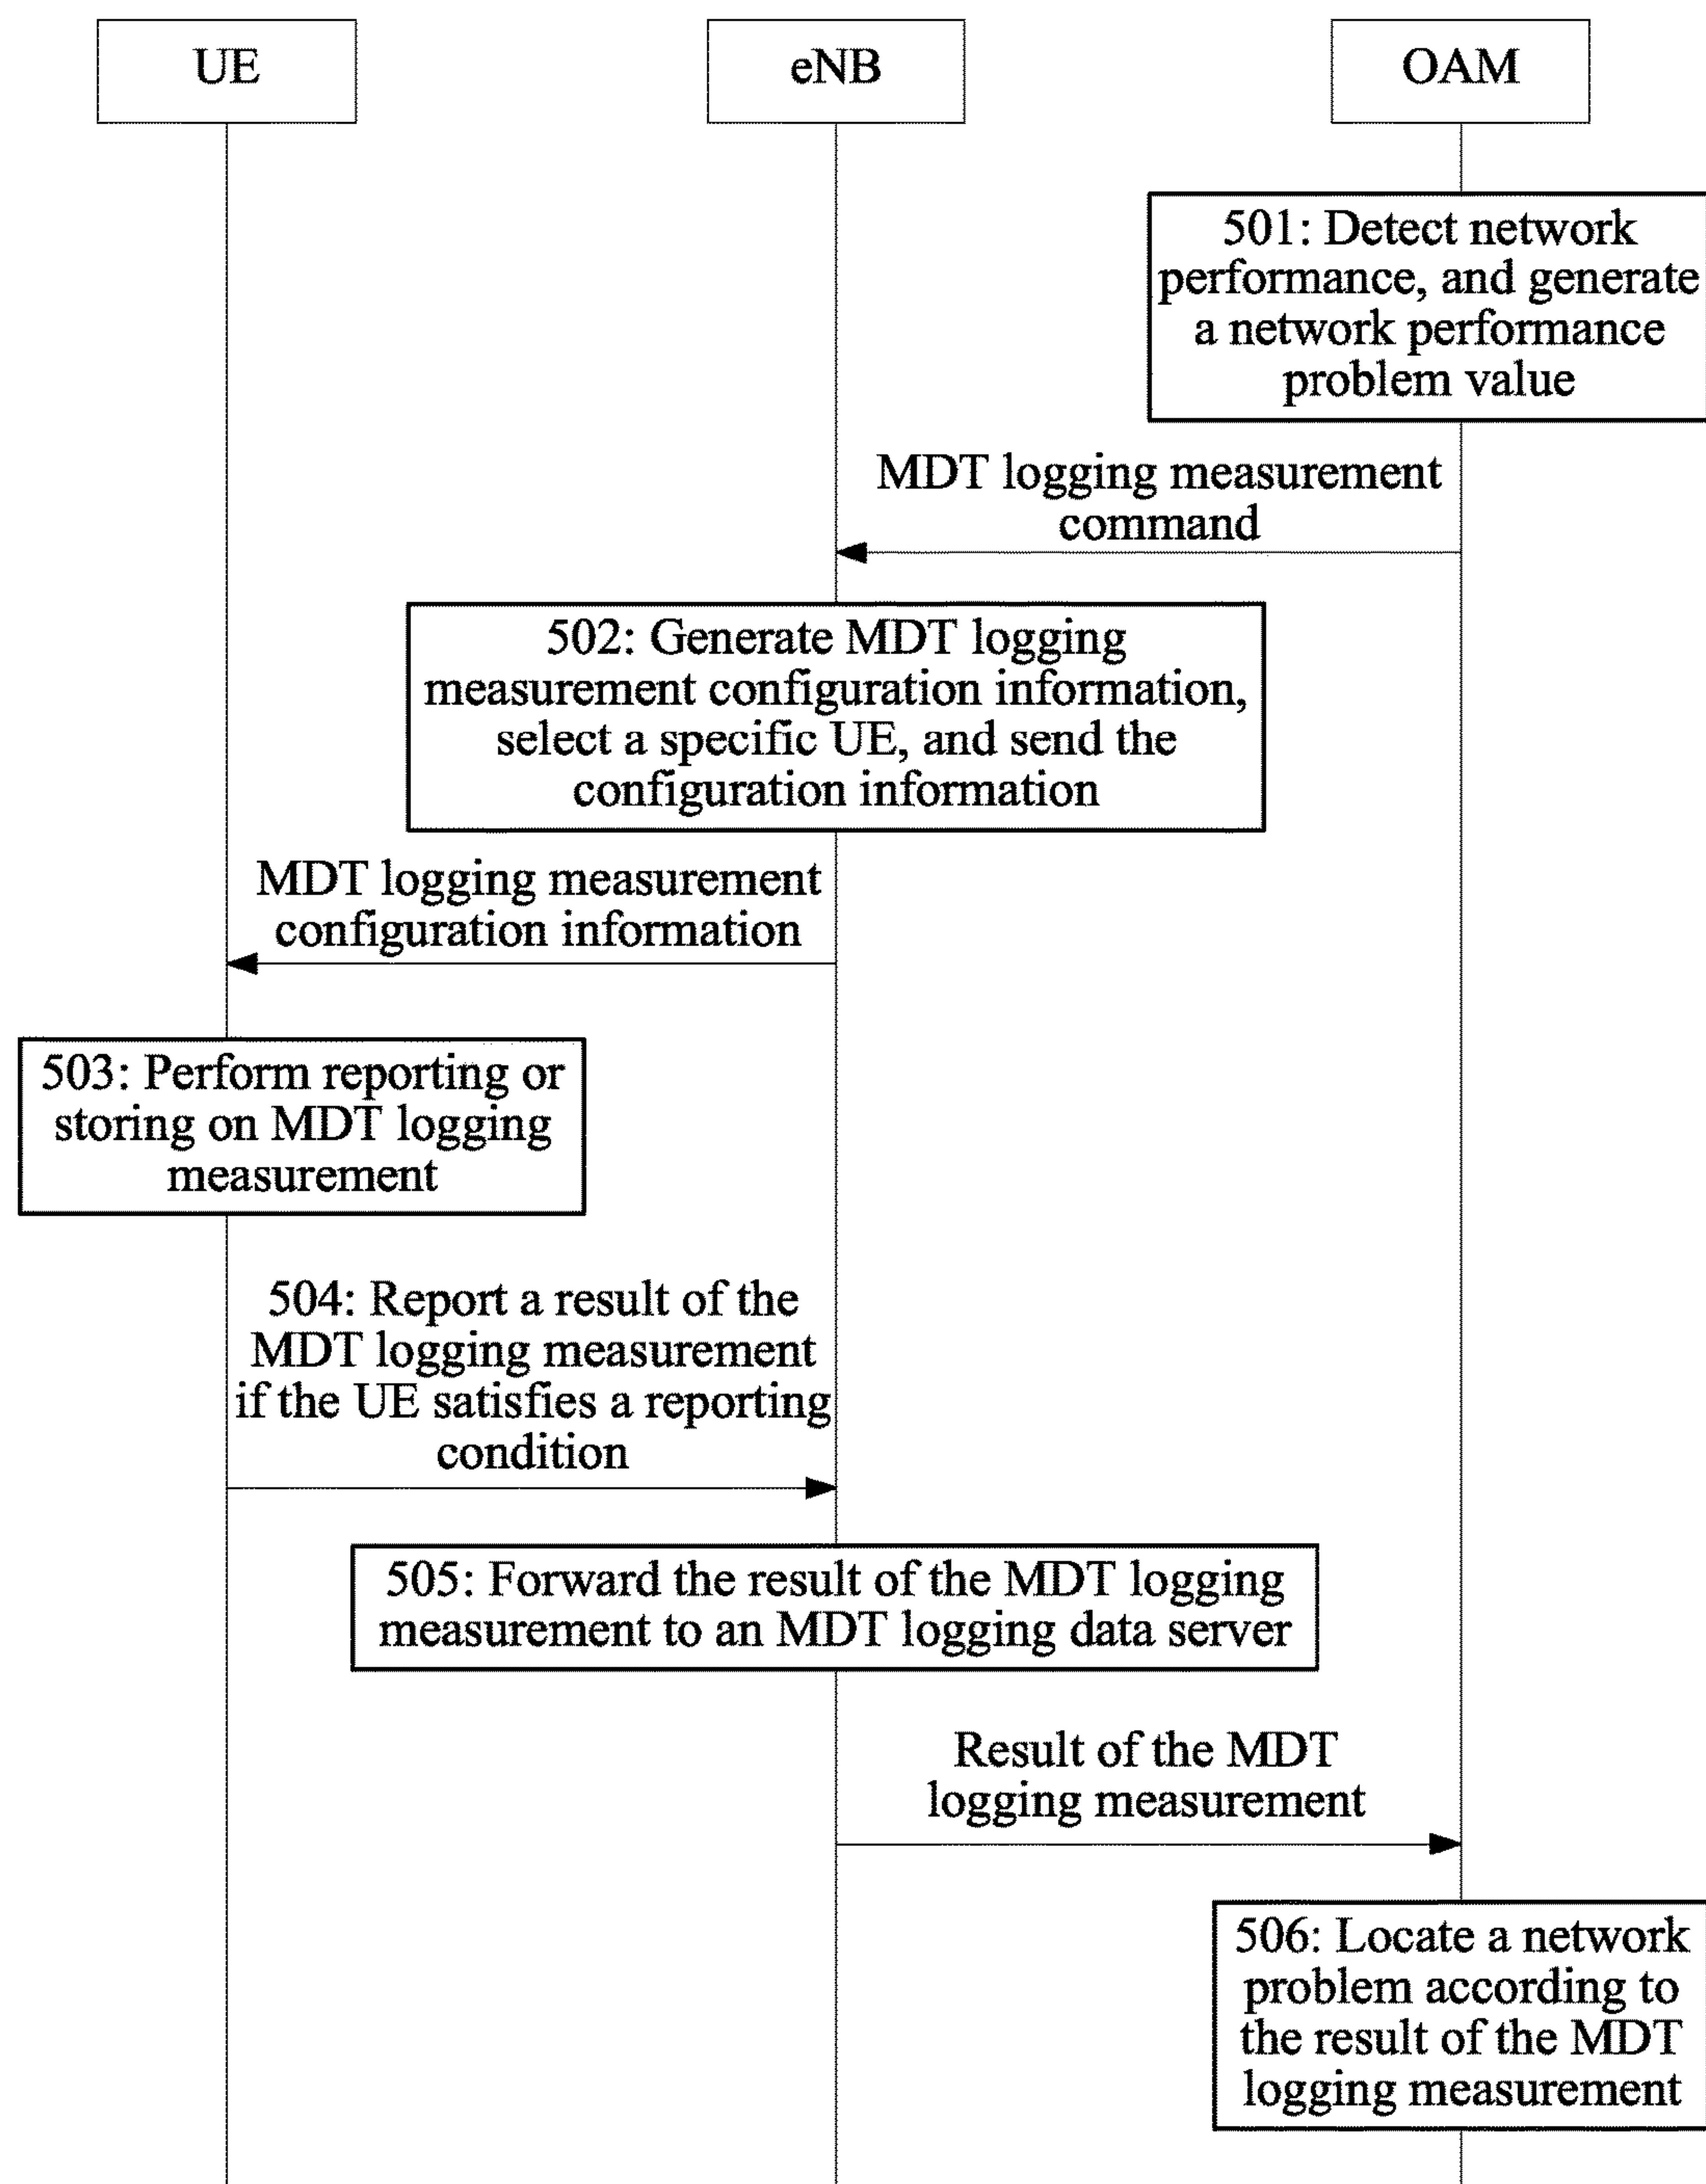 UE
eNB
OAM
501: Detect network
performance, and generate
a network performance
problem value
MDT logging measurement
command
502: Generate MDT logging
measurement configuration information,
select a specific UE, and send the
configuration information
MDT logging measurement
configuration information
503: Perform reporting or
storing on MDT logging
measurement
504: Report a result of the
MDT logging measurement
if the UE satisfies a reporting
condition
505: Forward the result of the MDT logging
measurement to an MDT logging data server
Result of the MDT
logging measurement
506: Locate a network
problem according to
the result of the MDT
logging measurement